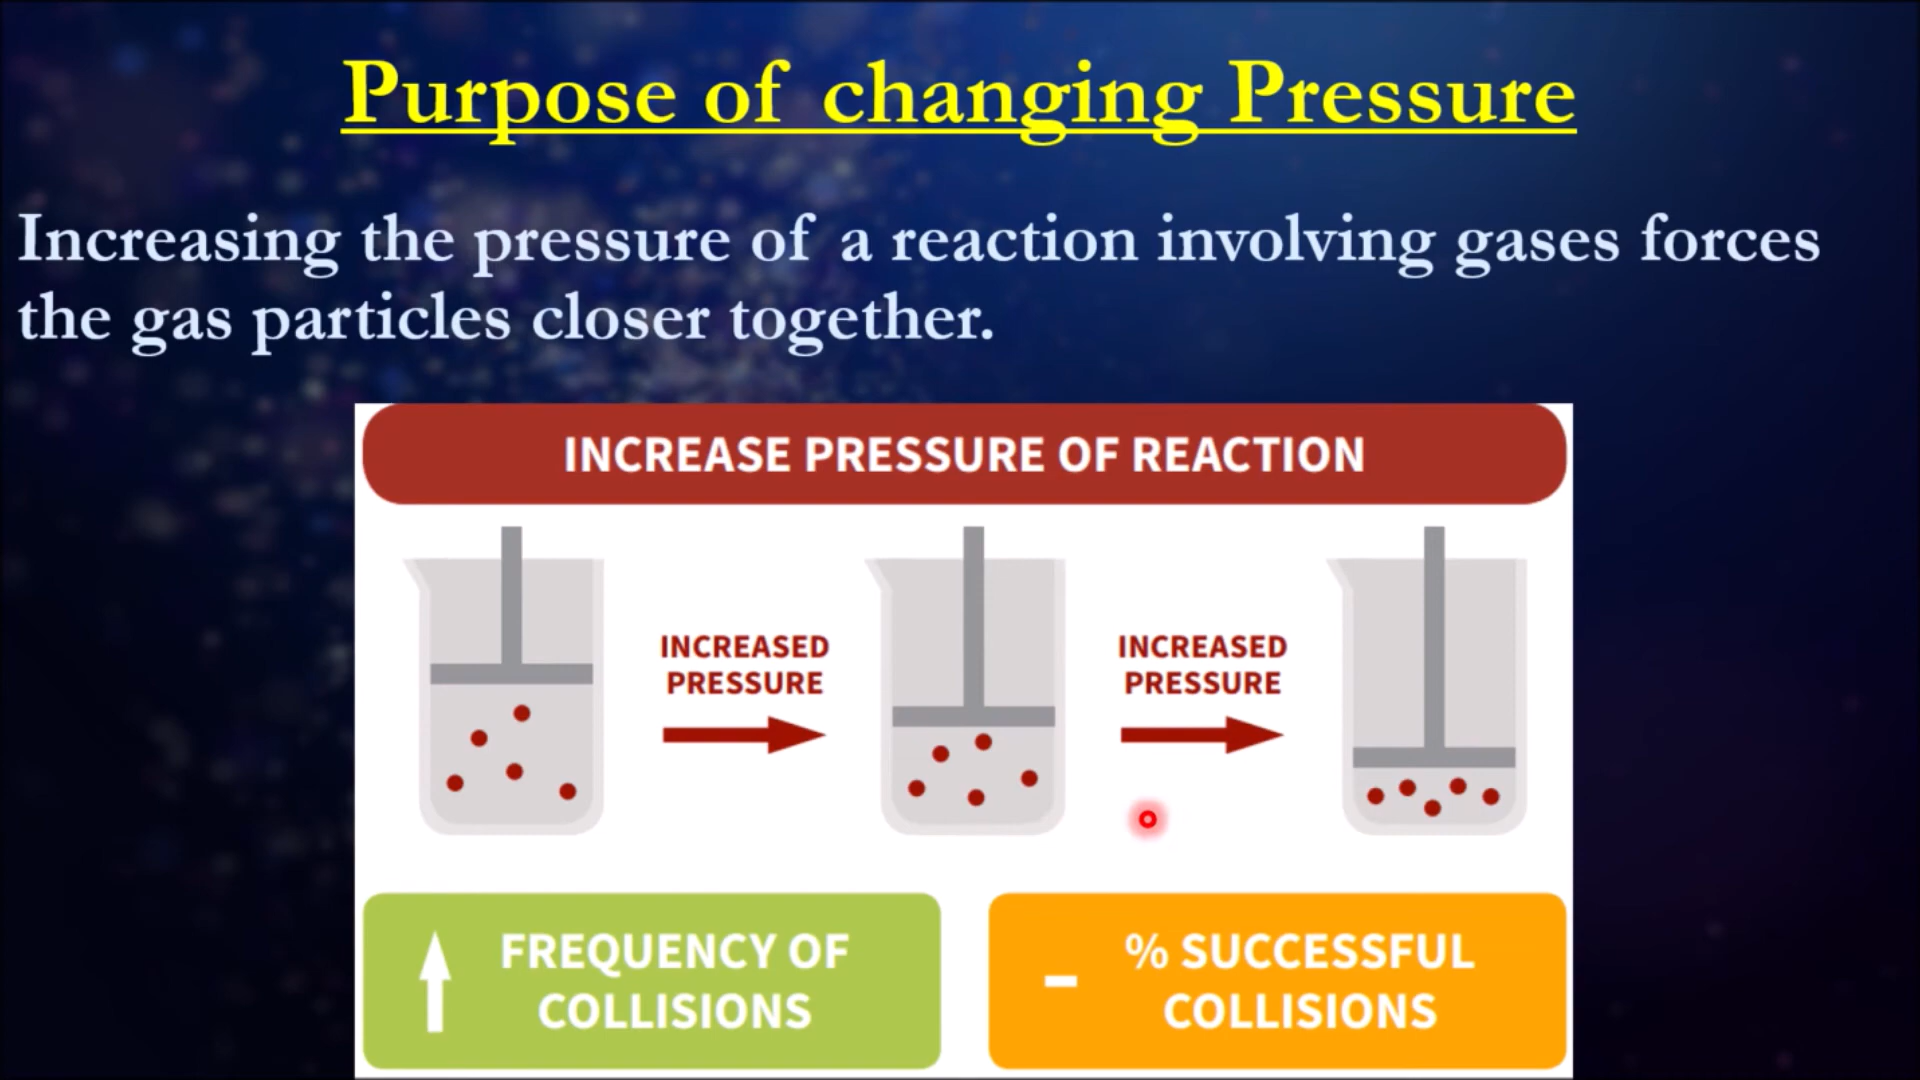 Purpose of changing Pressure
Increasing the pressure of a reaction involving gases forces
the gas particles closer together.
INCREASE PRESSURE OF REACTION
INCREASED
PRESSURE
INCREASED
PRESSURE
FREQUENCY OF
COLLISIONS
- % SUCCESSFUL
COLLISIONS